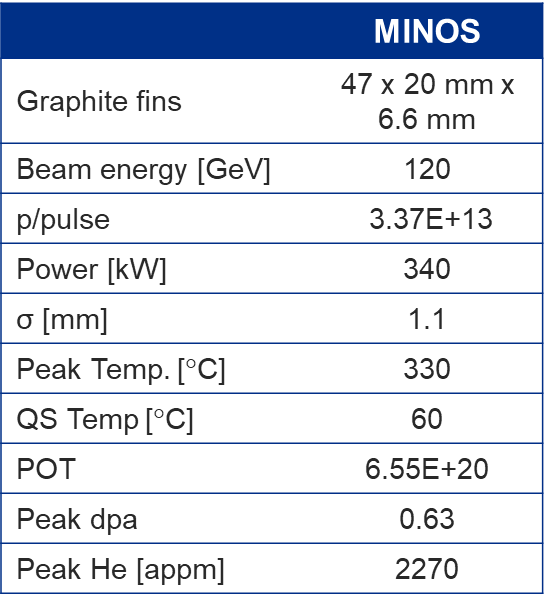 MINOS
Graphite fins
47 x 20 mm x
6.6 mm
Beam energy [GeV] 120
p/pulse 3.37E+13
Power [kW] 340
σ [mm] 1.1
Peak Temp. [°C] 330
QS Temp [°C] 60
POT 6.55E+20
Peak dpa 0.63
Peak He [appm] 2270